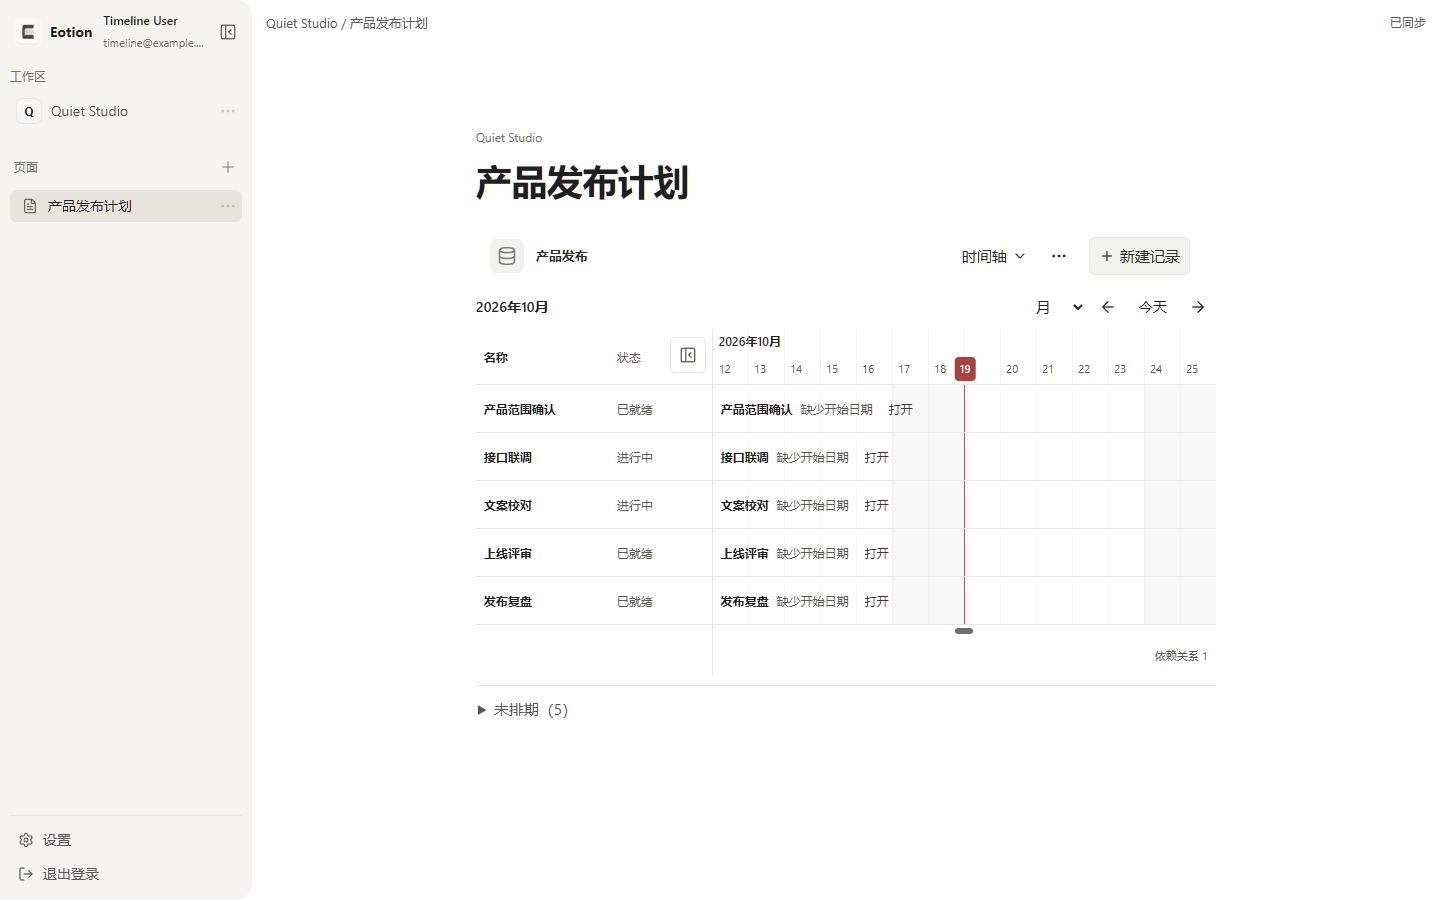 Eotion
Timeline User
timeline@example....
工作区
Q Quiet Studio
页面
产品发布计划
设置
退出登录
Quiet Studio / 产品发布计划
已同步
Quiet Studio
产品发布计划
产品发布
时间轴
新建记录
2026年10月
月
今天
名称 状态
2026年10月
12 13 14 15 16 17 18 19 20 21 22 23 24 25
产品范围确认 已就绪 产品范围确认 缺少开始日期 打开
接口联调 进行中 接口联调 缺少开始日期 打开
文案校对 进行中 文案校对 缺少开始日期 打开
上线评审 已就绪 上线评审 缺少开始日期 打开
发布复盘 已就绪 发布复盘 缺少开始日期 打开
依赖关系 1
未排期 (5)